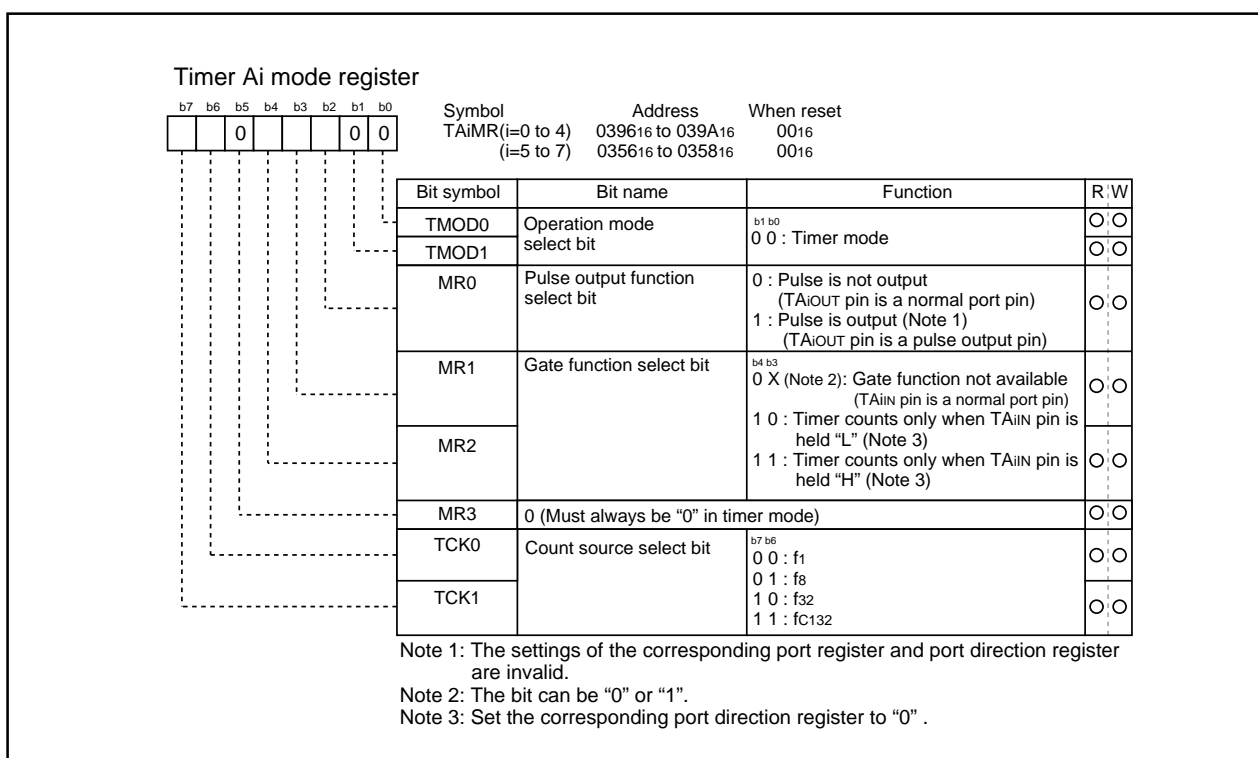 Timer Ai mode register
b7 b6 b5 b4 b3 b2 b1 b0
0 0 0
Symbol Address When reset
TAiMR(i=0 to 4) 039616 to 039A16 0016
(i=5 to 7) 035616 to 035816 0016
Bit symbol Bit name Function R W
TMOD0
TMOD1
Operation mode
select bit
b1 b0
0 0 : Timer mode
MR0
Pulse output function
select bit
0 : Pulse is not output
(TAiOUT pin is a normal port pin)
1 : Pulse is output (Note 1)
(TAiOUT pin is a pulse output pin)
MR1
MR2
Gate function select bit
b4 b3
0 X (Note 2): Gate function not available
(TAiIN pin is a normal port pin)
1 0 : Timer counts only when TAiIN pin is
held “L” (Note 3)
1 1 : Timer counts only when TAiIN pin is
held “H” (Note 3)
MR3 0 (Must always be “0” in timer mode)
TCK0
TCK1
Count source select bit
b7 b6
0 0 : f1
0 1 : f8
1 0 : f32
1 1 : fC132
Note 1: The settings of the corresponding port register and port direction register
are invalid.
Note 2: The bit can be “0” or “1”.
Note 3: Set the corresponding port direction register to “0” .